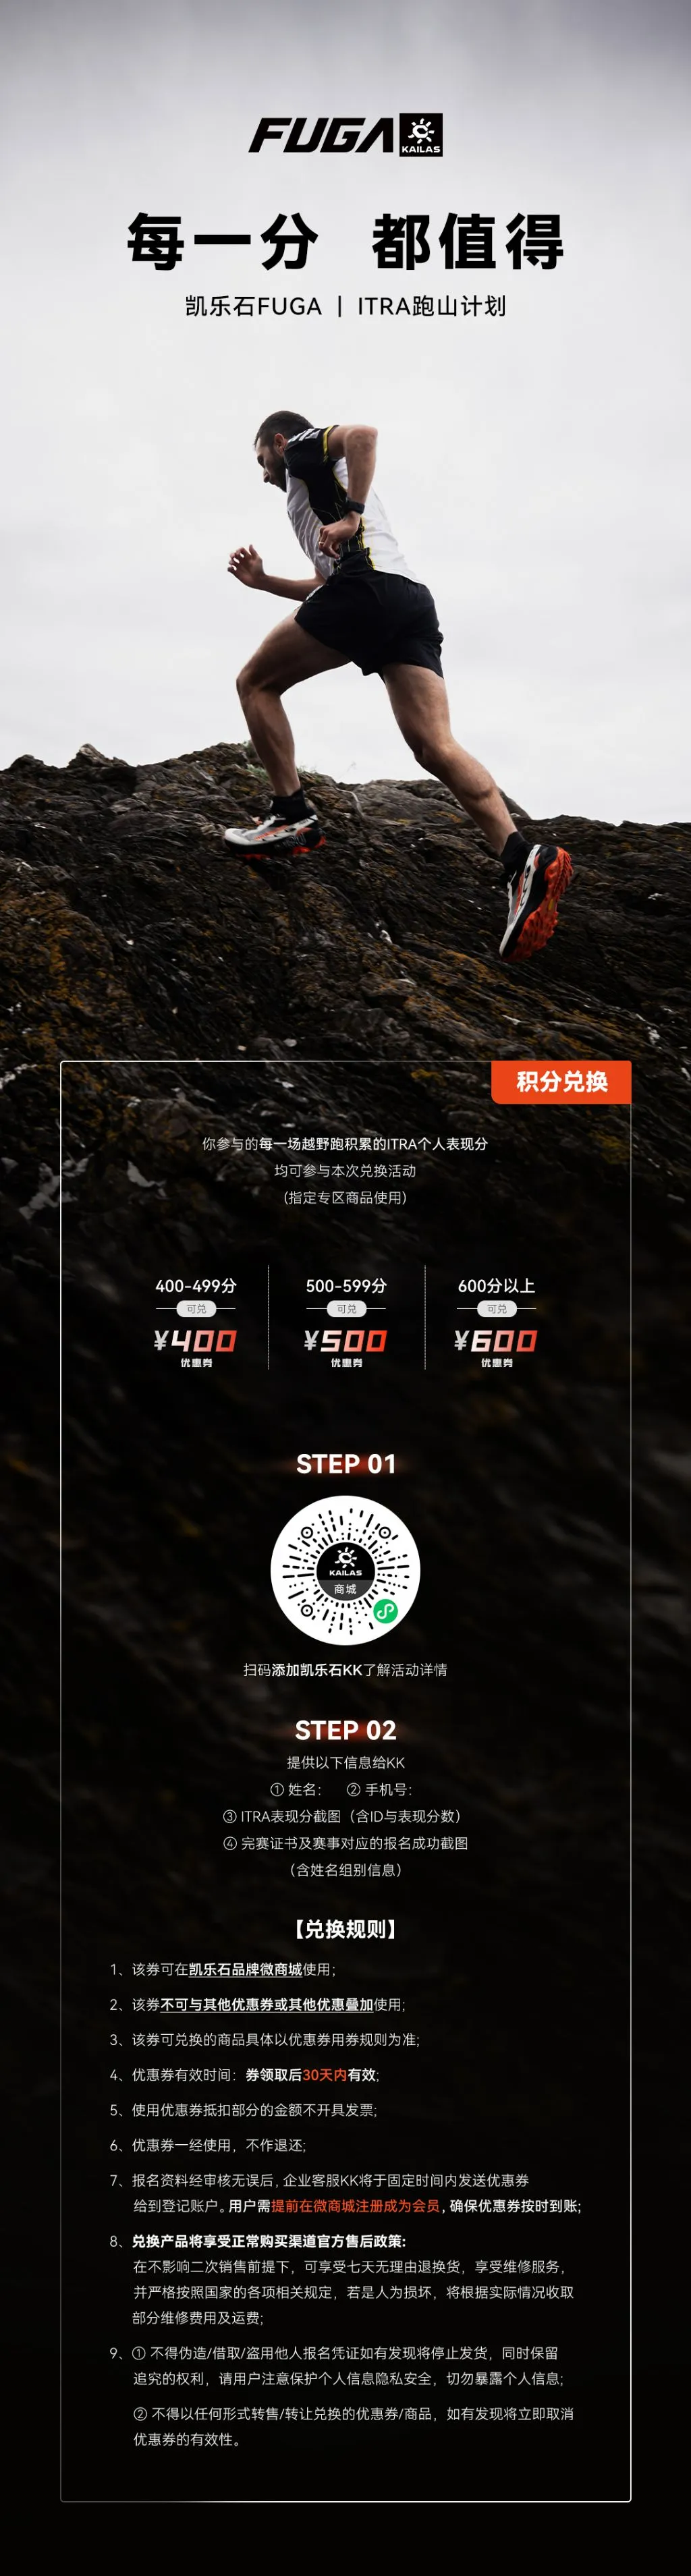 FUGA KAILAS
每一分 都值得
凯乐石FUGA | ITRA跑山计划
积分兑换
你参与的每一场越野跑积累的ITRA个人表现分
均可参与本次兑换活动
(指定专区商品使用)
400-499分 500-599分 600分以上
可兑 可兑 可兑
¥400 ¥500 ¥600
优惠券 优惠券 优惠券
STEP 01
KAILAS
商城
扫码添加凯乐石KK了解活动详情
STEP 02
提供以下信息给KK
① 姓名： ② 手机号：
③ ITRA表现分截图（含ID与表现分数）
④ 完赛证书及赛事对应的报名成功截图
（含姓名组别信息）
【兑换规则】
1、该券可在凯乐石品牌微商城使用；
2、该券不可与其他优惠券或其他优惠叠加使用；
3、该券可兑换的商品具体以优惠券用券规则为准；
4、优惠券有效时间：券领取后30天内有效；
5、使用优惠券抵扣部分的金额不开具发票；
6、优惠券一经使用，不作退还；
7、报名资料经审核无误后，企业客服KK将于固定时间内发送优惠券
给到登记账户。用户需提前在微商城注册成为会员，确保优惠券按时到账；
8、兑换产品将享受正常购买渠道官方售后政策：
在不影响二次销售前提下，可享受七天无理由退换货，享受维修服务，
并严格按照国家的各项相关规定，若是人为损坏，将根据实际情况收取
部分维修费用及运费；
9、① 不得伪造/借取/盗用他人报名凭证如有发现将停止发货，同时保留
追究的权利，请用户注意保护个人信息隐私安全，切勿暴露个人信息；
② 不得以任何形式转售/转让兑换的优惠券/商品，如有发现将立即取消
优惠券的有效性。